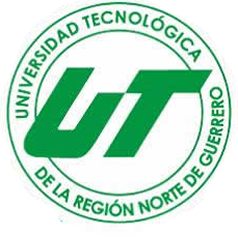 UNIVERSIDAD TECNOLÓGICA
UT
DE LA REGIÓN NORTE DE GUERRERO